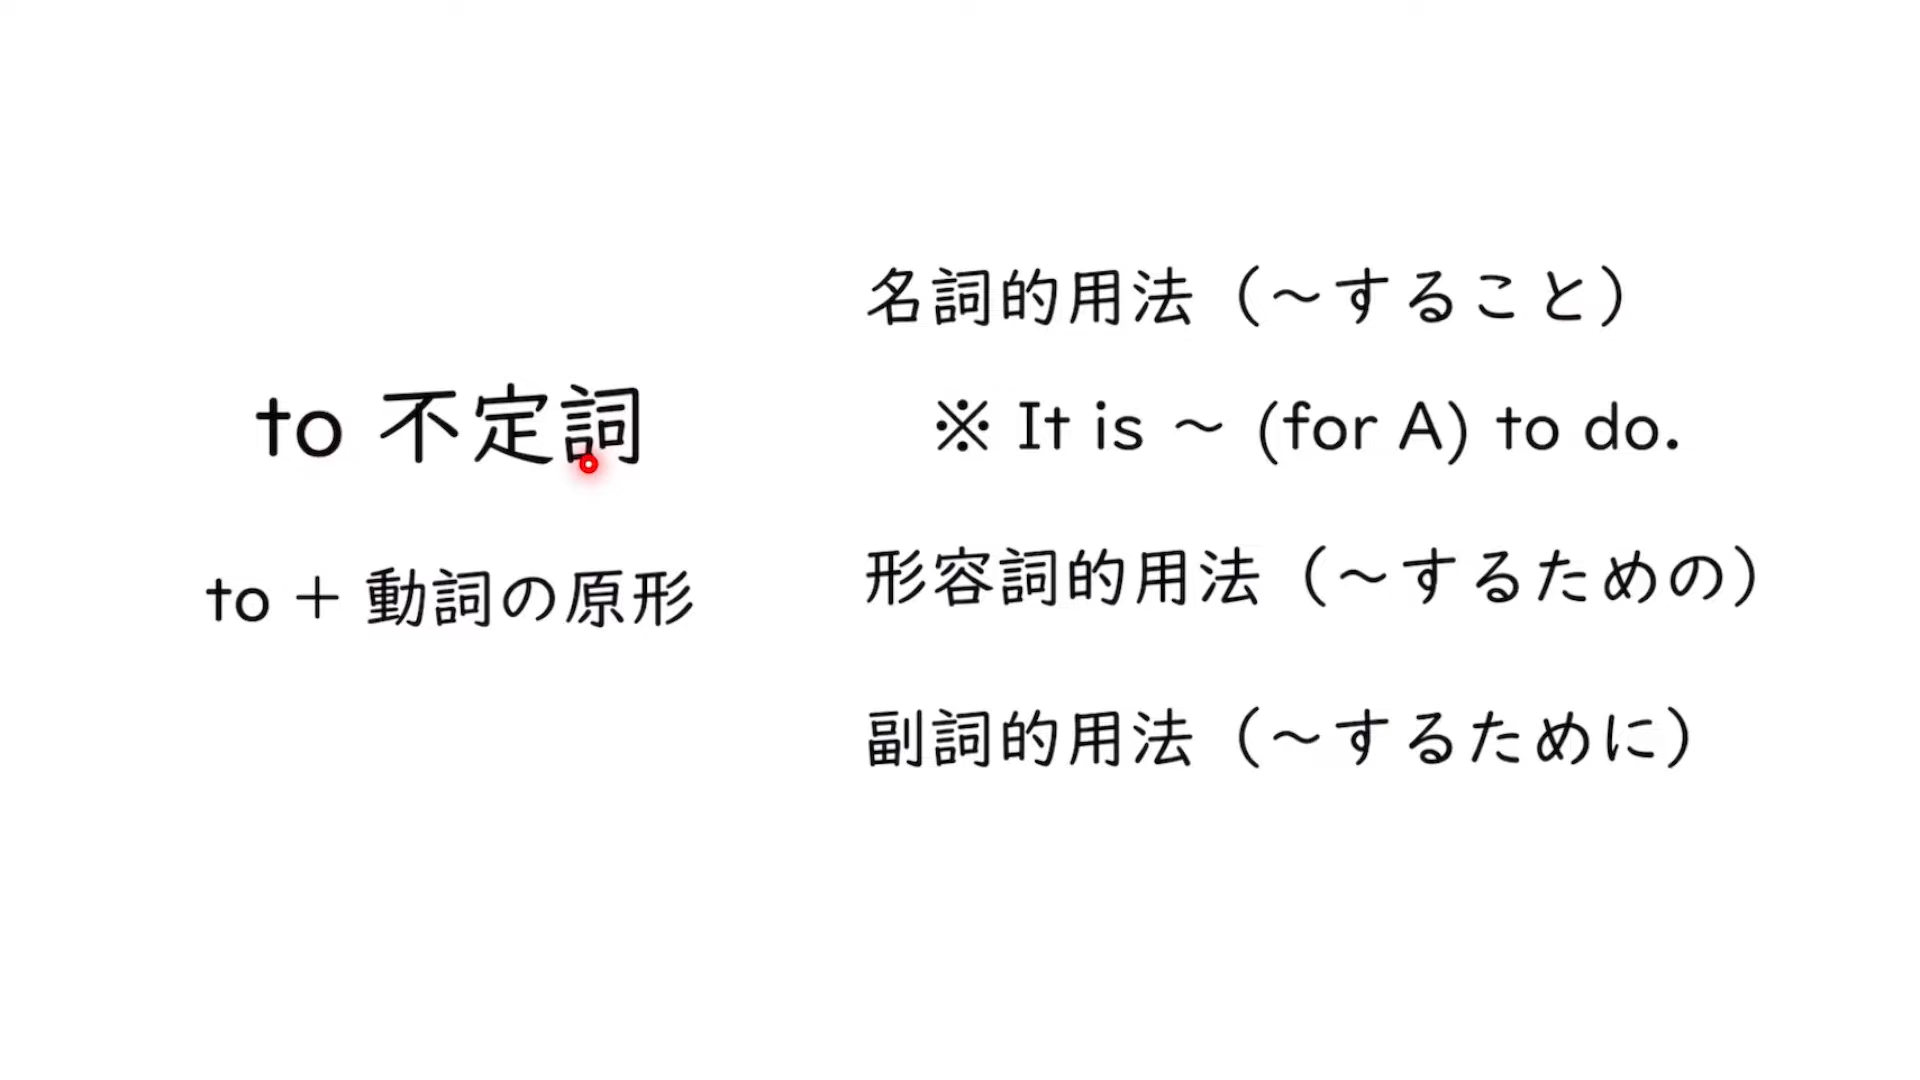 to 不定詞
to + 動詞の原形
名詞的用法（～すること）
※ It is ～ (for A) to do.
形容詞的用法（～するための）
副詞的用法（～するために）